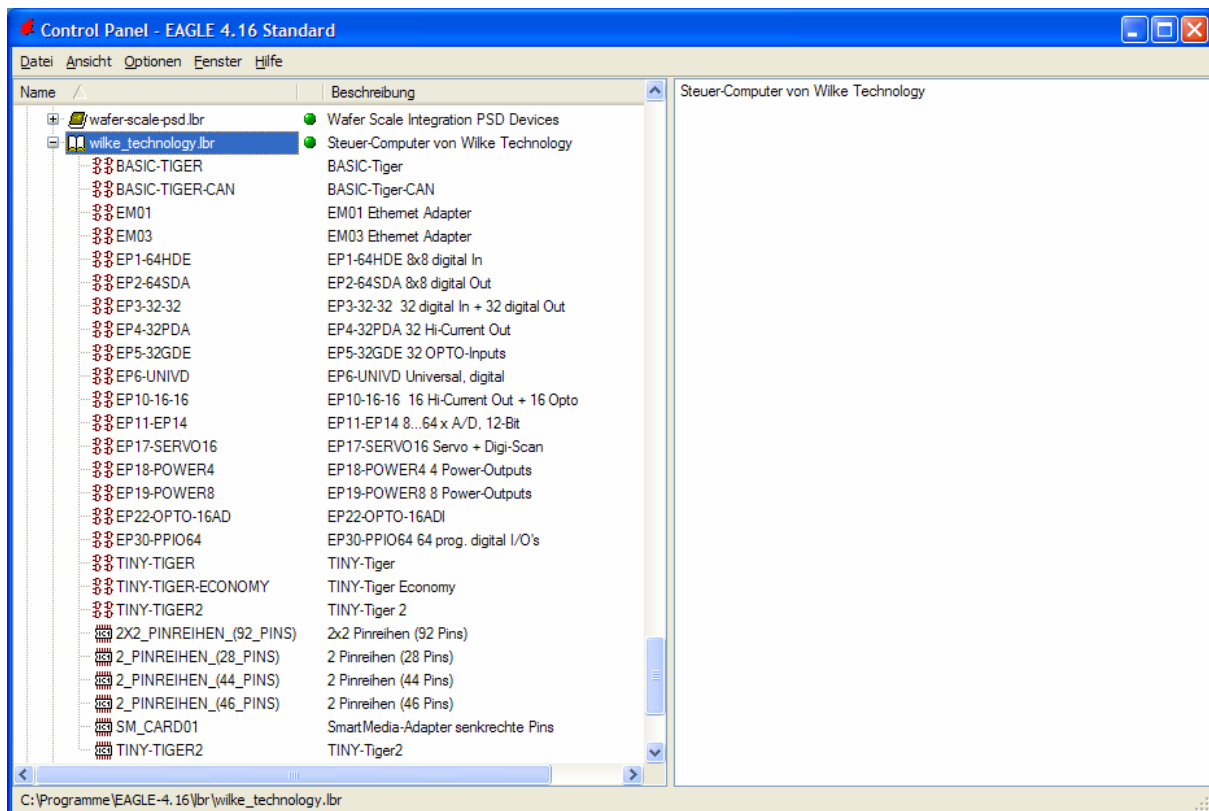 Control Panel - EAGLE 4.16 Standard
Datei Ansicht Optionen Fenster Hilfe
Name Beschreibung
wafer-scale-psd.lbr Wafer Scale Integration PSD Devices
wilke_technology.lbr Steuer-Computer von Wilke Technology
BASIC-TIGER BASIC-Tiger
BASIC-TIGER-CAN BASIC-Tiger-CAN
EM01 EM01 Ethernet Adapter
EM03 EM03 Ethernet Adapter
EP1-64HDE EP1-64HDE 8x8 digital In
EP2-64SDA EP2-64SDA 8x8 digital Out
EP3-32-32 EP3-32-32 32 digital In + 32 digital Out
EP4-32PDA EP4-32PDA 32 Hi-Current Out
EP5-32GDE EP5-32GDE 32 OPTO-Inputs
EP6-UNIVD EP6-UNIVD Universal, digital
EP10-16-16 EP10-16-16 16 Hi-Current Out + 16 Opto
EP11-EP14 EP11-EP14 8...64 x A/D, 12-Bit
EP17-SERVO16 EP17-SERVO16 Servo + Digi-Scan
EP18-POWER4 EP18-POWER4 4 Power-Outputs
EP19-POWER8 EP19-POWER8 8 Power-Outputs
EP22-OPTO-16AD EP22-OPTO-16ADI
EP30-PPIO64 EP30-PPIO64 64 prog. digital I/O's
TINY-TIGER TINY-Tiger
TINY-TIGER-ECONOMY TINY-Tiger Economy
TINY-TIGER2 TINY-Tiger 2
2X2_PINREIHEN_(92_PINS) 2x2 Pinreihen (92 Pins)
2_PINREIHEN_(28_PINS) 2 Pinreihen (28 Pins)
2_PINREIHEN_(44_PINS) 2 Pinreihen (44 Pins)
2_PINREIHEN_(46_PINS) 2 Pinreihen (46 Pins)
SM_CARD01 SmartMedia-Adapter senkrechte Pins
TINY-TIGER2 TINY-Tiger2
Steuer-Computer von Wilke Technology
C:\Programme\EAGLE-4.16\lbr\wilke_technology.lbr